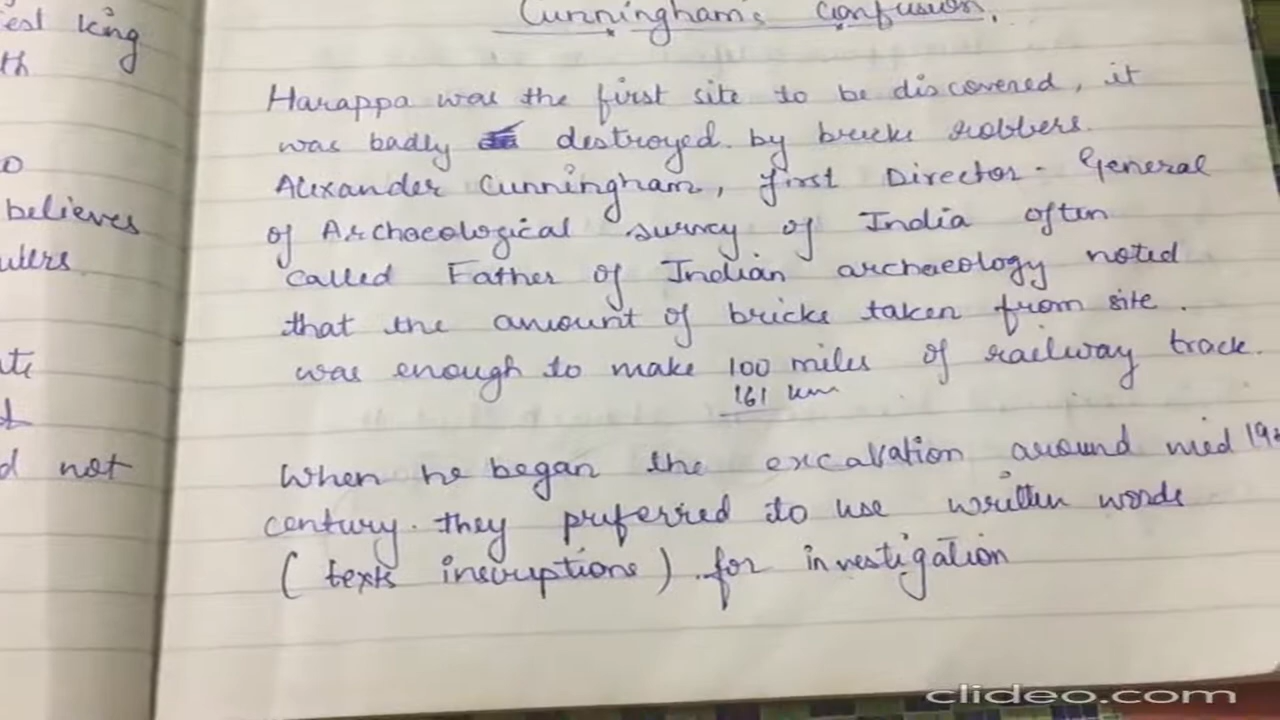 est king
th
believes
d not
Cunningham's Confusion.
Harappa was the first site to be discovered, it
was badly destroyed by bricks robbers.
Alexander Cunningham, first Director - General
of Archaeological survey of India often
called Father of Indian archaeology noted
that the amount of bricks taken from site.
was enough to make 100 miles of railway track.
161 km
When he began the excavation around mid
century. they preferred to use written words
(texts inscriptions) for investigation
clideo.com